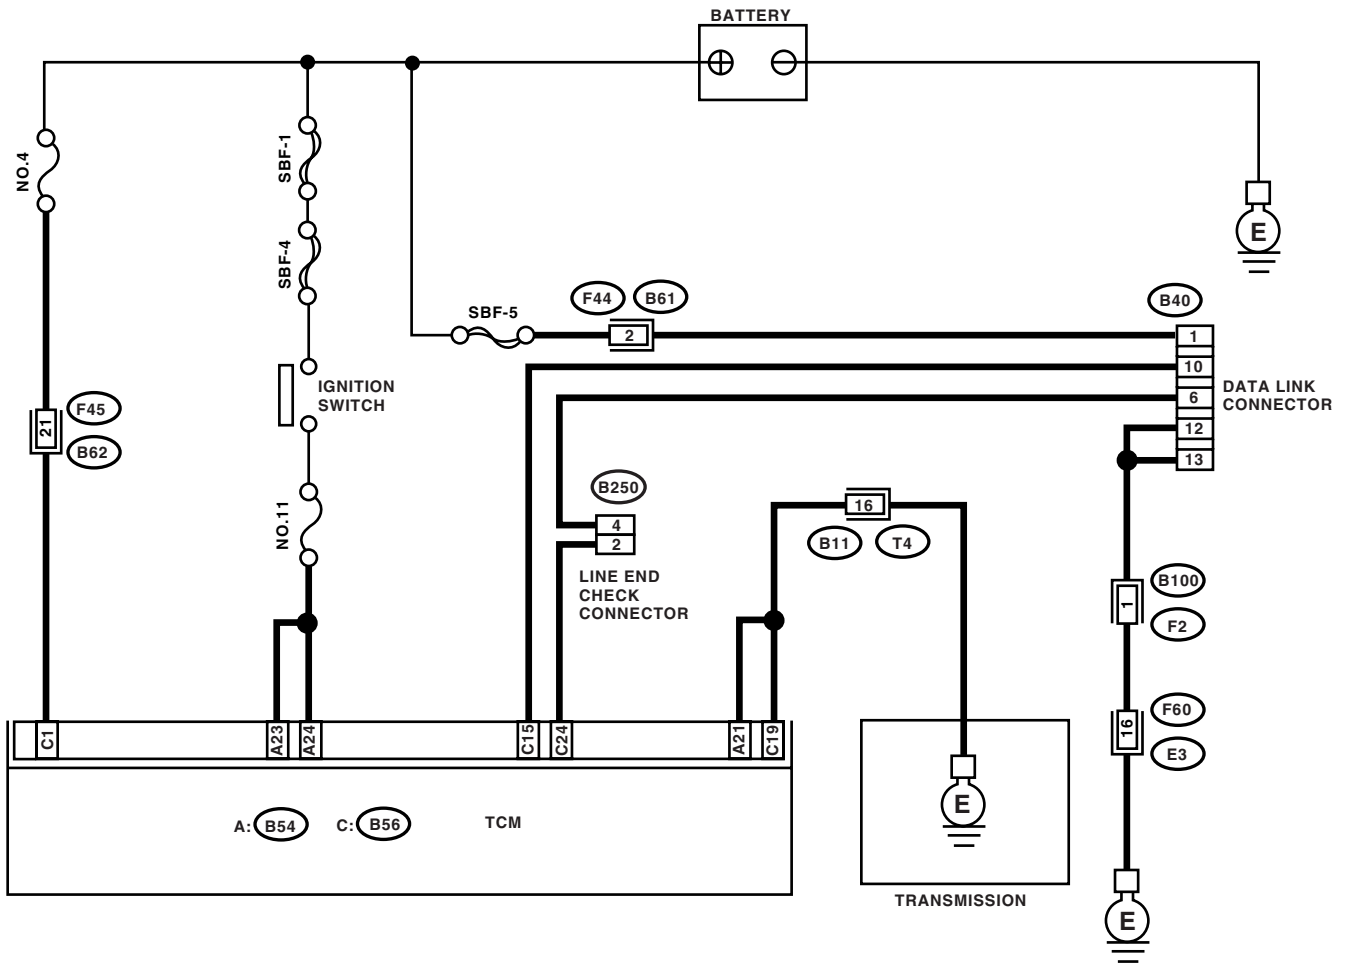 BATTERY
NO.4
SBF-1
SBF-4
E
SBF-5
F44
B61
B40
2
1
10
6
12
13
DATA LINK
CONNECTOR
IGNITION
SWITCH
21
F45
B62
NO.11
B250
4
2
LINE END
CHECK
CONNECTOR
16
B11
T4
1
B100
F2
16
F60
E3
C1
A23
A24
C15
C24
A21
C19
A: B54
C: B56
TCM
E
TRANSMISSION
E